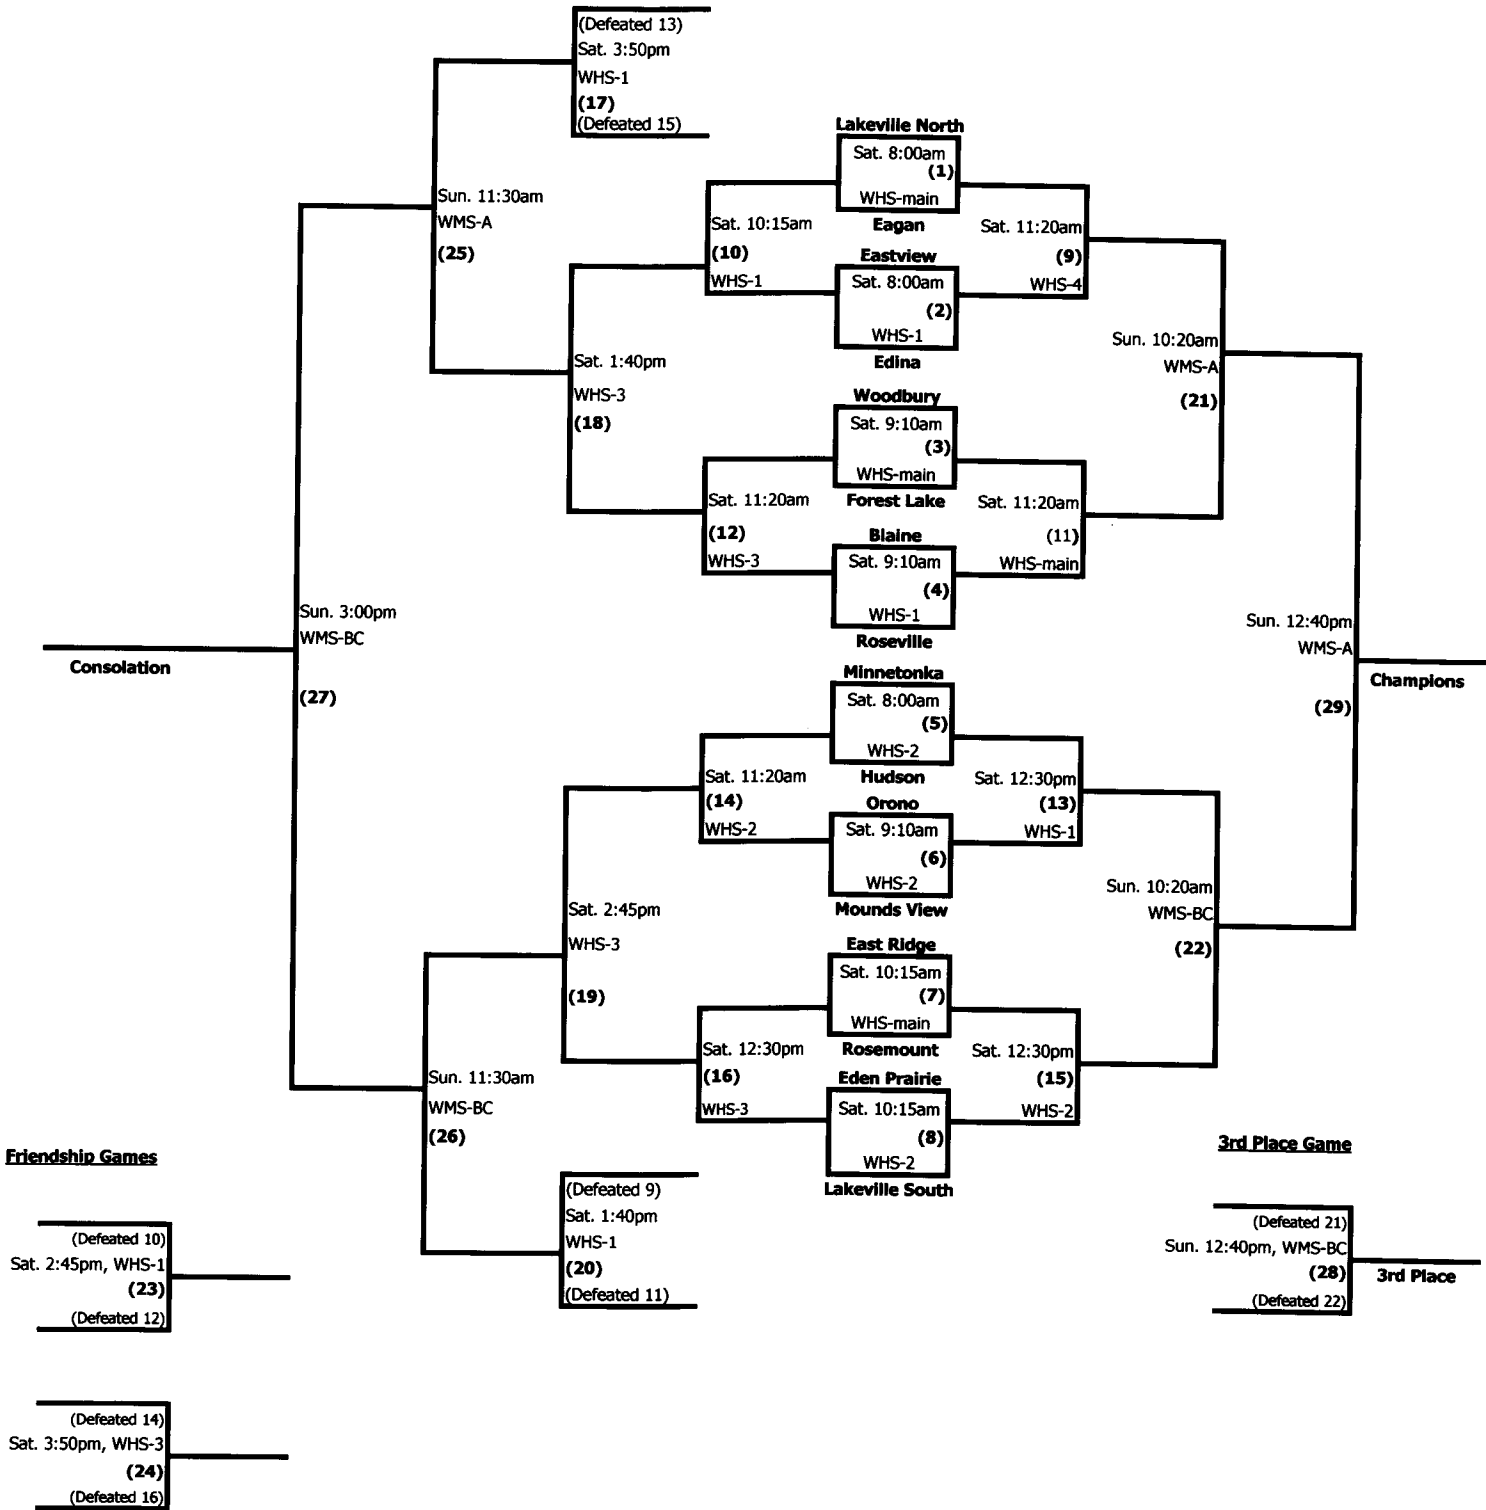 (Defeated 13)
Sat. 3:50pm
WHS-1
(17)
(Defeated 15)
Sun. 11:30am
WMS-A
(25)
Sat. 10:15am
(10)
WHS-1
Lakeville North
Sat. 8:00am
(1)
WHS-main
Eagan
Eastview
Sat. 8:00am
(2)
WHS-1
Edina
Sat. 11:20am
(9)
WHS-4
Sat. 1:40pm
WHS-3
(18)
Sun. 10:20am
WMS-A
(21)
Woodbury
Sat. 9:10am
(3)
WHS-main
Forest Lake
Sat. 11:20am
(12)
WHS-3
Blaine
Sat. 9:10am
(4)
WHS-1
Roseville
Sat. 11:20am
(11)
WHS-main
Sun. 3:00pm
WMS-BC
(27)
Consolation
Sun. 12:40pm
WMS-A
(29)
Champions
Minnetonka
Sat. 8:00am
(5)
WHS-2
Hudson
Sat. 11:20am
(14)
WHS-2
Orono
Sat. 9:10am
(6)
WHS-2
Mounds View
Sat. 12:30pm
(13)
WHS-1
Sat. 2:45pm
WHS-3
(19)
Sun. 10:20am
WMS-BC
(22)
East Ridge
Sat. 10:15am
(7)
WHS-main
Rosemount
Sat. 12:30pm
(16)
WHS-3
Eden Prairie
Sat. 10:15am
(8)
WHS-2
Lakeville South
Sat. 12:30pm
(15)
WHS-2
Sun. 11:30am
WMS-BC
(26)
(Defeated 9)
Sat. 1:40pm
WHS-1
(20)
(Defeated 11)
Friendship Games
(Defeated 10)
Sat. 2:45pm, WHS-1
(23)
(Defeated 12)
(Defeated 14)
Sat. 3:50pm, WHS-3
(24)
(Defeated 16)
3rd Place Game
(Defeated 21)
Sun. 12:40pm, WMS-BC
(28)
3rd Place
(Defeated 22)